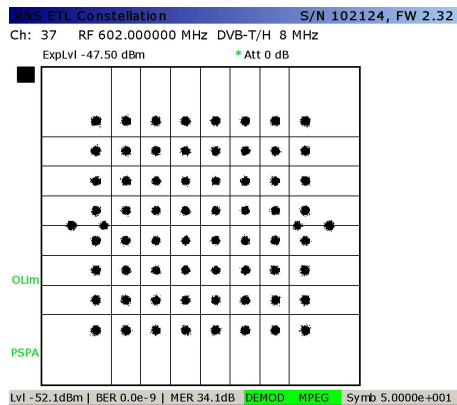 R&S ETL Constellation S/N 102124, FW 2.32
Ch: 37 RF 602.000000 MHz DVB-T/H 8 MHz
ExpLvl -47.50 dBm * Att 0 dB
OLim
PSPA
Lvl -52.1dBm | BER 0.0e-9 | MER 34.1dB DEMOD MPEG Symb 5.0000e+001